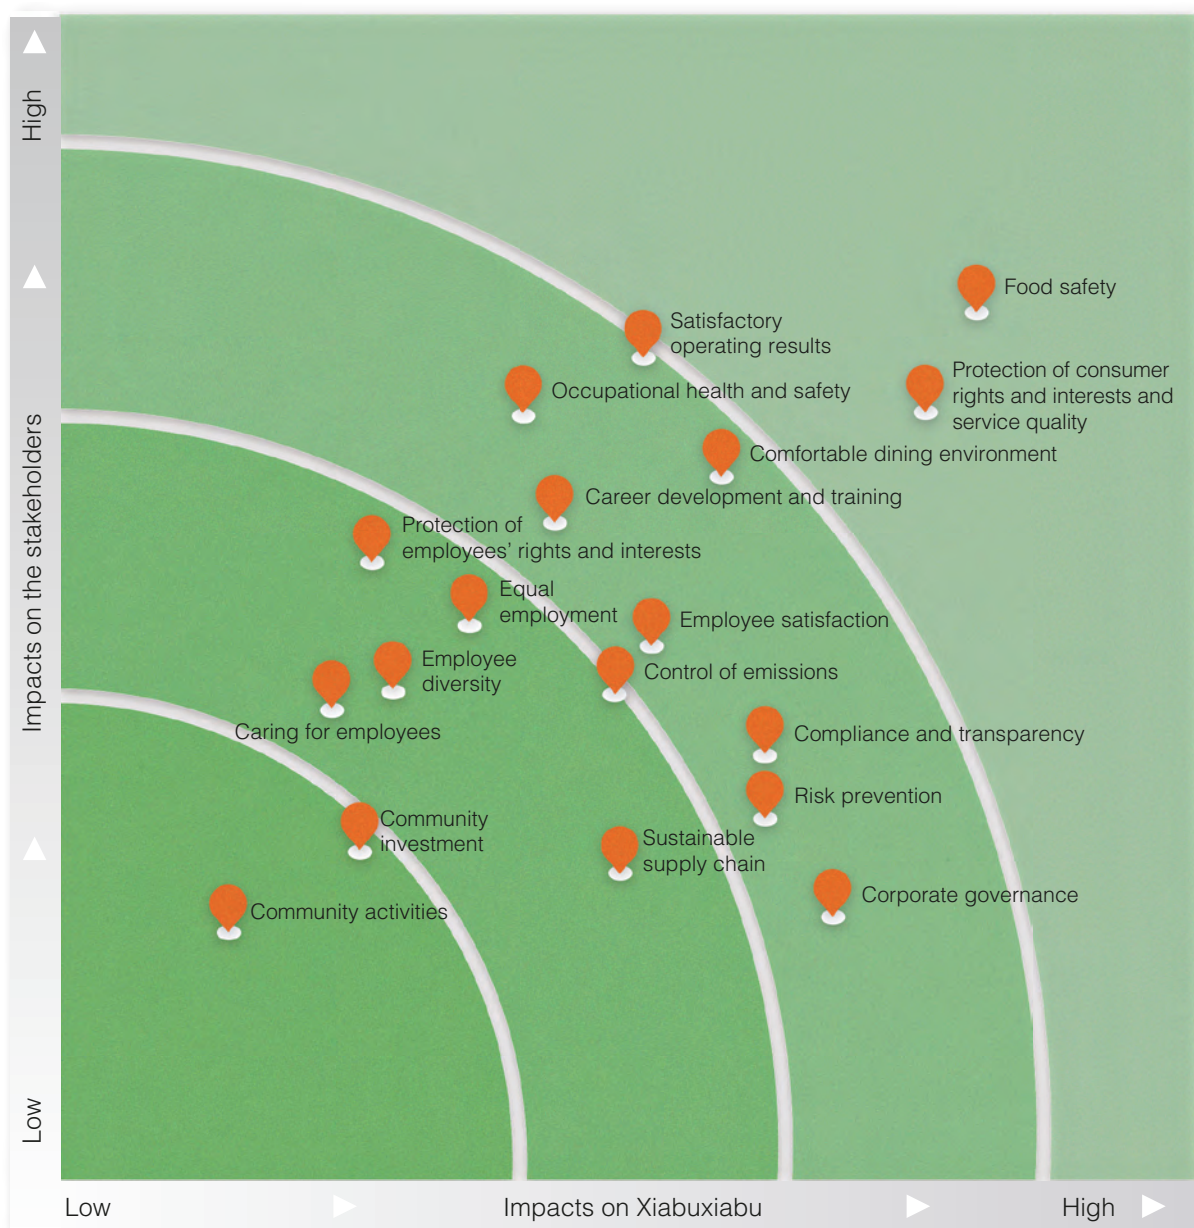 High
Impacts on the stakeholders
Low
Food safety
Satisfactory
operating results
Protection of consumer
rights and interests and
service quality
Occupational health and safety
Comfortable dining environment
Career development and training
Protection of
employees’ rights and interests
Equal
employment
Employee satisfaction
Employee
diversity
Control of emissions
Caring for employees
Compliance and transparency
Risk prevention
Community
investment
Sustainable
supply chain
Corporate governance
Community activities
Low
Impacts on Xiabuxiabu
High